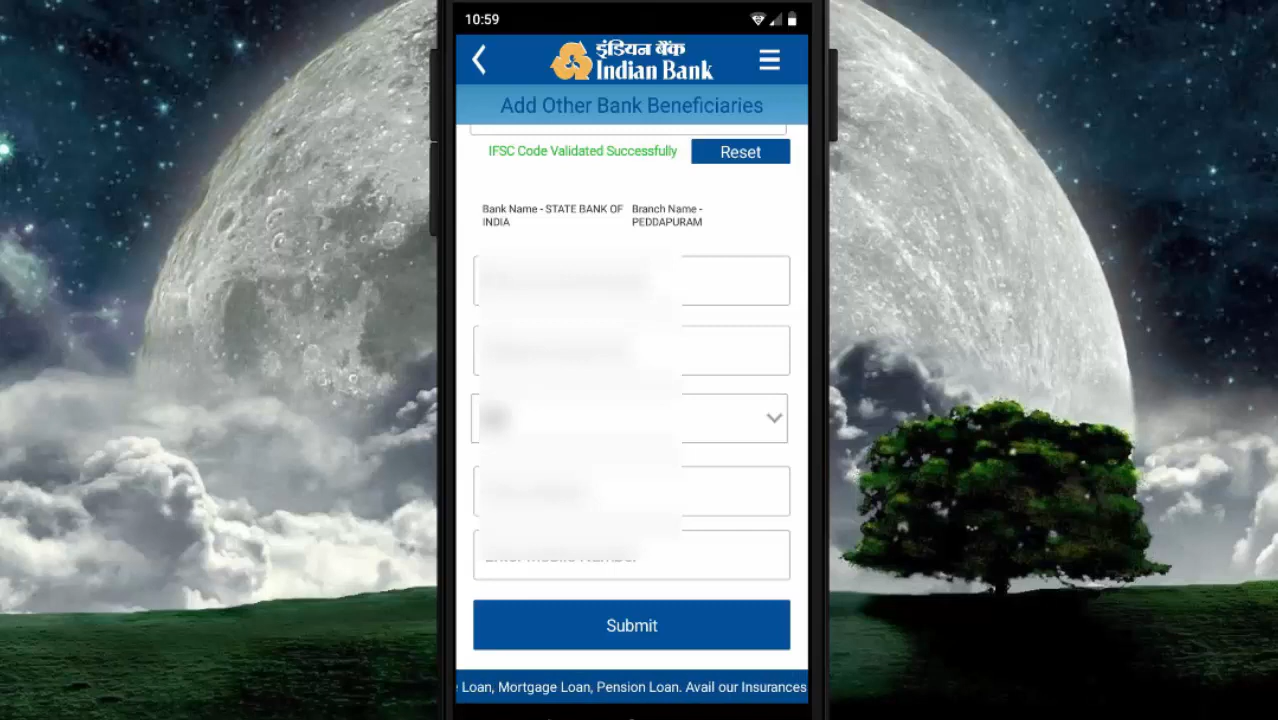 10:59
इंडियन बैंक
Indian Bank
Add Other Bank Beneficiaries
IFSC Code Validated Successfully
Reset
Bank Name - STATE BANK OF INDIA
Branch Name - PEDDAPURAM
Submit
Loan, Mortgage Loan, Pension Loan. Avail our Insurances